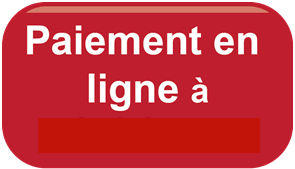 Paiement en
ligne à